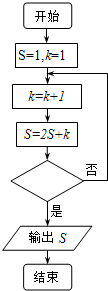 开始
S=1,k=1
k=k+1
S=2S+k
否
是
输出 S
结束